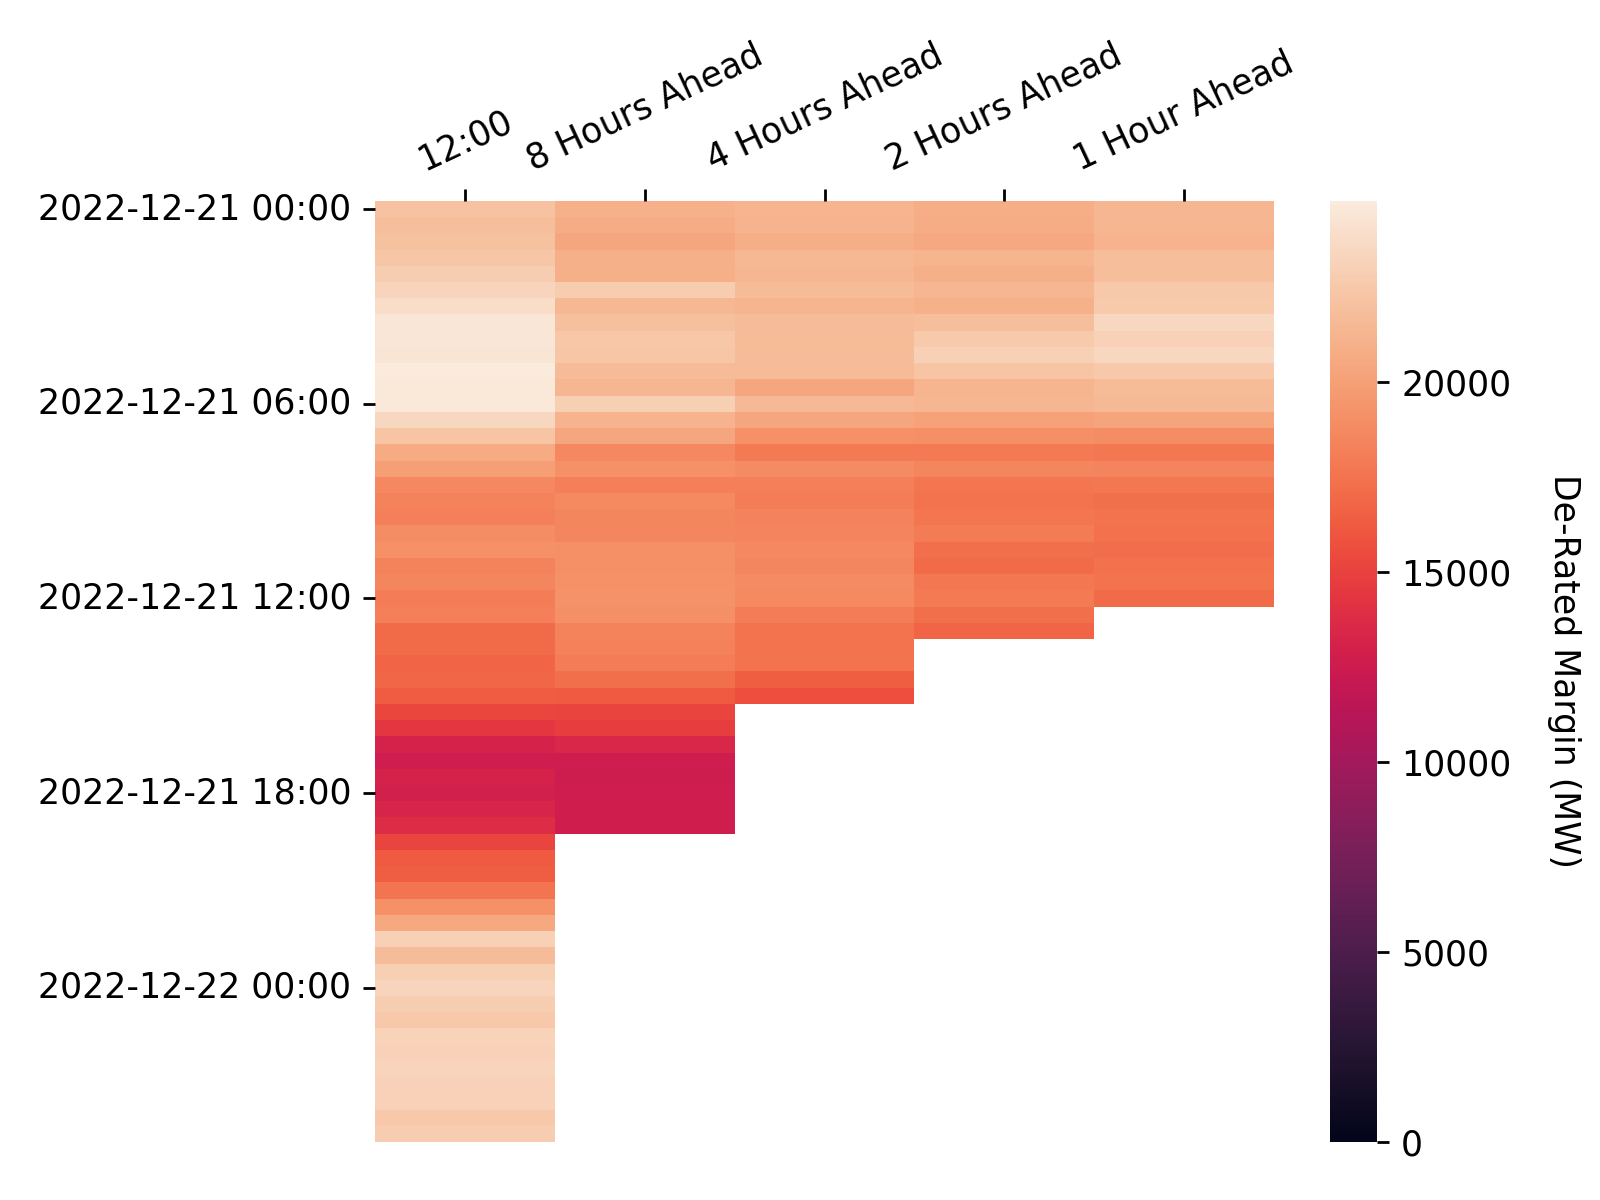 12:00
8 Hours Ahead
4 Hours Ahead
2 Hours Ahead
1 Hour Ahead
2022-12-21 00:00
2022-12-21 06:00
2022-12-21 12:00
2022-12-21 18:00
2022-12-22 00:00
20000
15000
10000
5000
0
De-Rated Margin (MW)